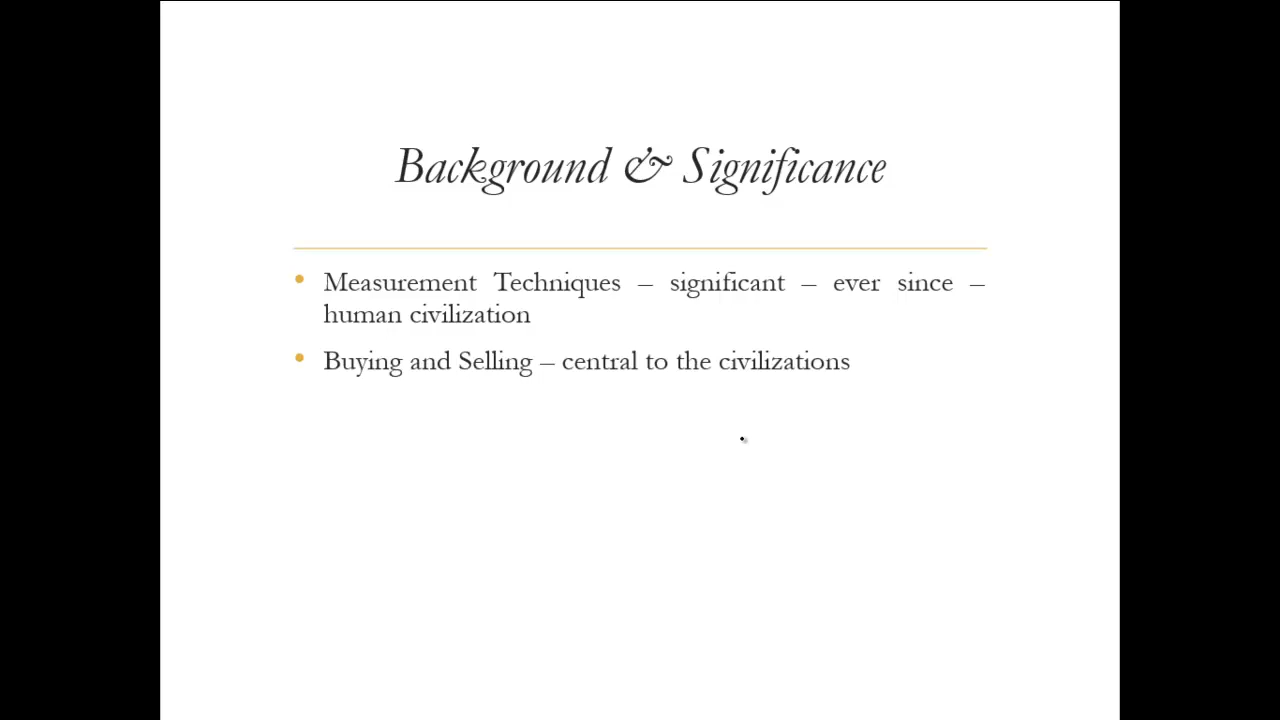 Background & Significance
• Measurement Techniques – significant – ever since –
human civilization
• Buying and Selling – central to the civilizations